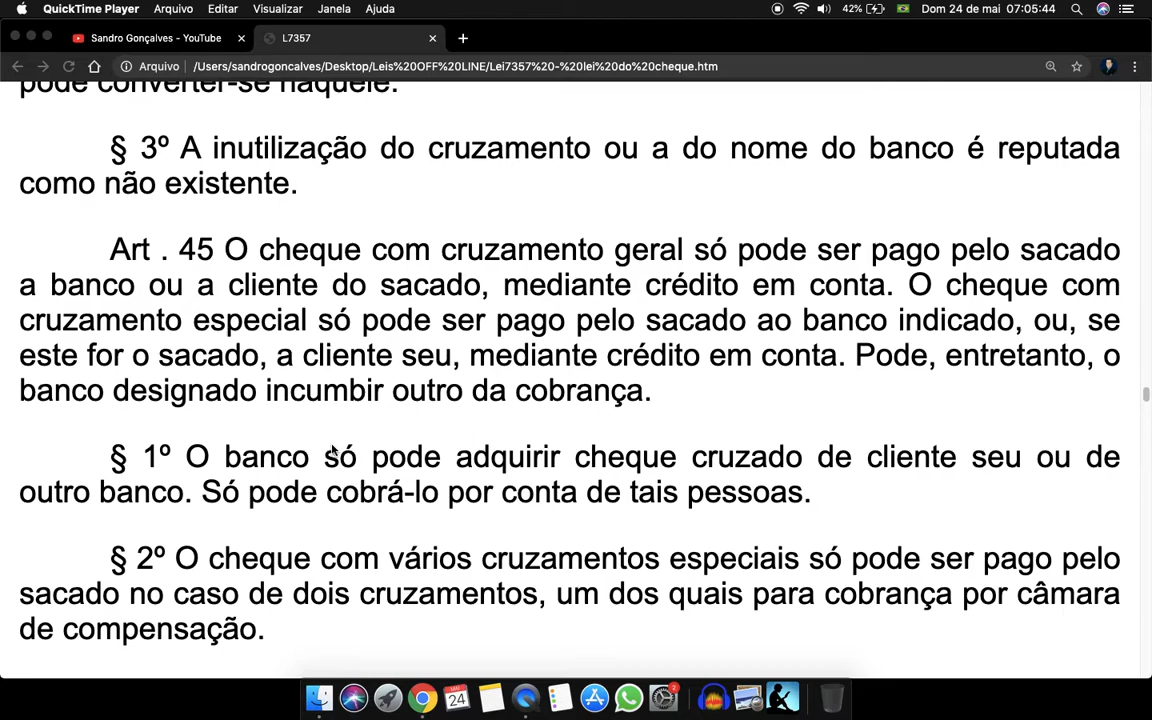 QuickTime Player Arquivo Editar Visualizar Janela Ajuda 42% Dom 24 de mai 07:05:44
Sandro Gonçalves - YouTube L7357
Arquivo /Users/sandrogoncalves/Desktop/Leis%20OFF%20LINE/Lei7357%20-%20lei%20do%20cheque.htm
pode converter-se naquele.
§ 3º A inutilização do cruzamento ou a do nome do banco é reputada
como não existente.
Art . 45 O cheque com cruzamento geral só pode ser pago pelo sacado
a banco ou a cliente do sacado, mediante crédito em conta. O cheque com
cruzamento especial só pode ser pago pelo sacado ao banco indicado, ou, se
este for o sacado, a cliente seu, mediante crédito em conta. Pode, entretanto, o
banco designado incumbir outro da cobrança.
§ 1º O banco só pode adquirir cheque cruzado de cliente seu ou de
outro banco. Só pode cobrá-lo por conta de tais pessoas.
§ 2º O cheque com vários cruzamentos especiais só pode ser pago pelo
sacado no caso de dois cruzamentos, um dos quais para cobrança por câmara
de compensação.
24
2